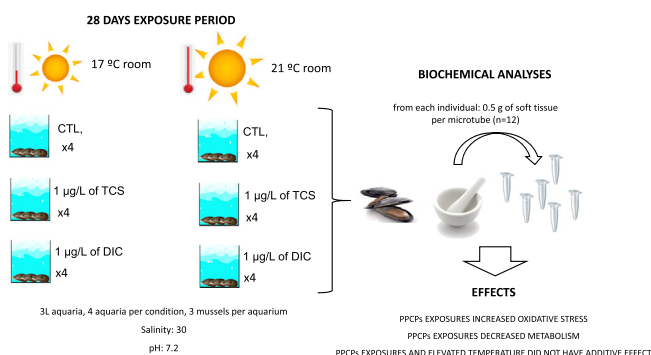 28 DAYS EXPOSURE PERIOD
17 ºC room
21 ºC room
CTL,
x4
1 µg/L of TCS
x4
1 µg/L of DIC
x4
CTL,
x4
1 µg/L of TCS
x4
1 µg/L of DIC
x4
3L aquaria, 4 aquaria per condition, 3 mussels per aquarium
Salinity: 30
pH: 7.2
BIOCHEMICAL ANALYSES
from each individual: 0.5 g of soft tissue
per microtube (n=12)
EFFECTS
PPCPs EXPOSURES INCREASED OXIDATIVE STRESS
PPCPs EXPOSURES DECREASED METABOLISM
PPCPs EXPOSURES AND ELEVATED TEMPERATURE DID NOT HAVE ADDITIVE EFFECT